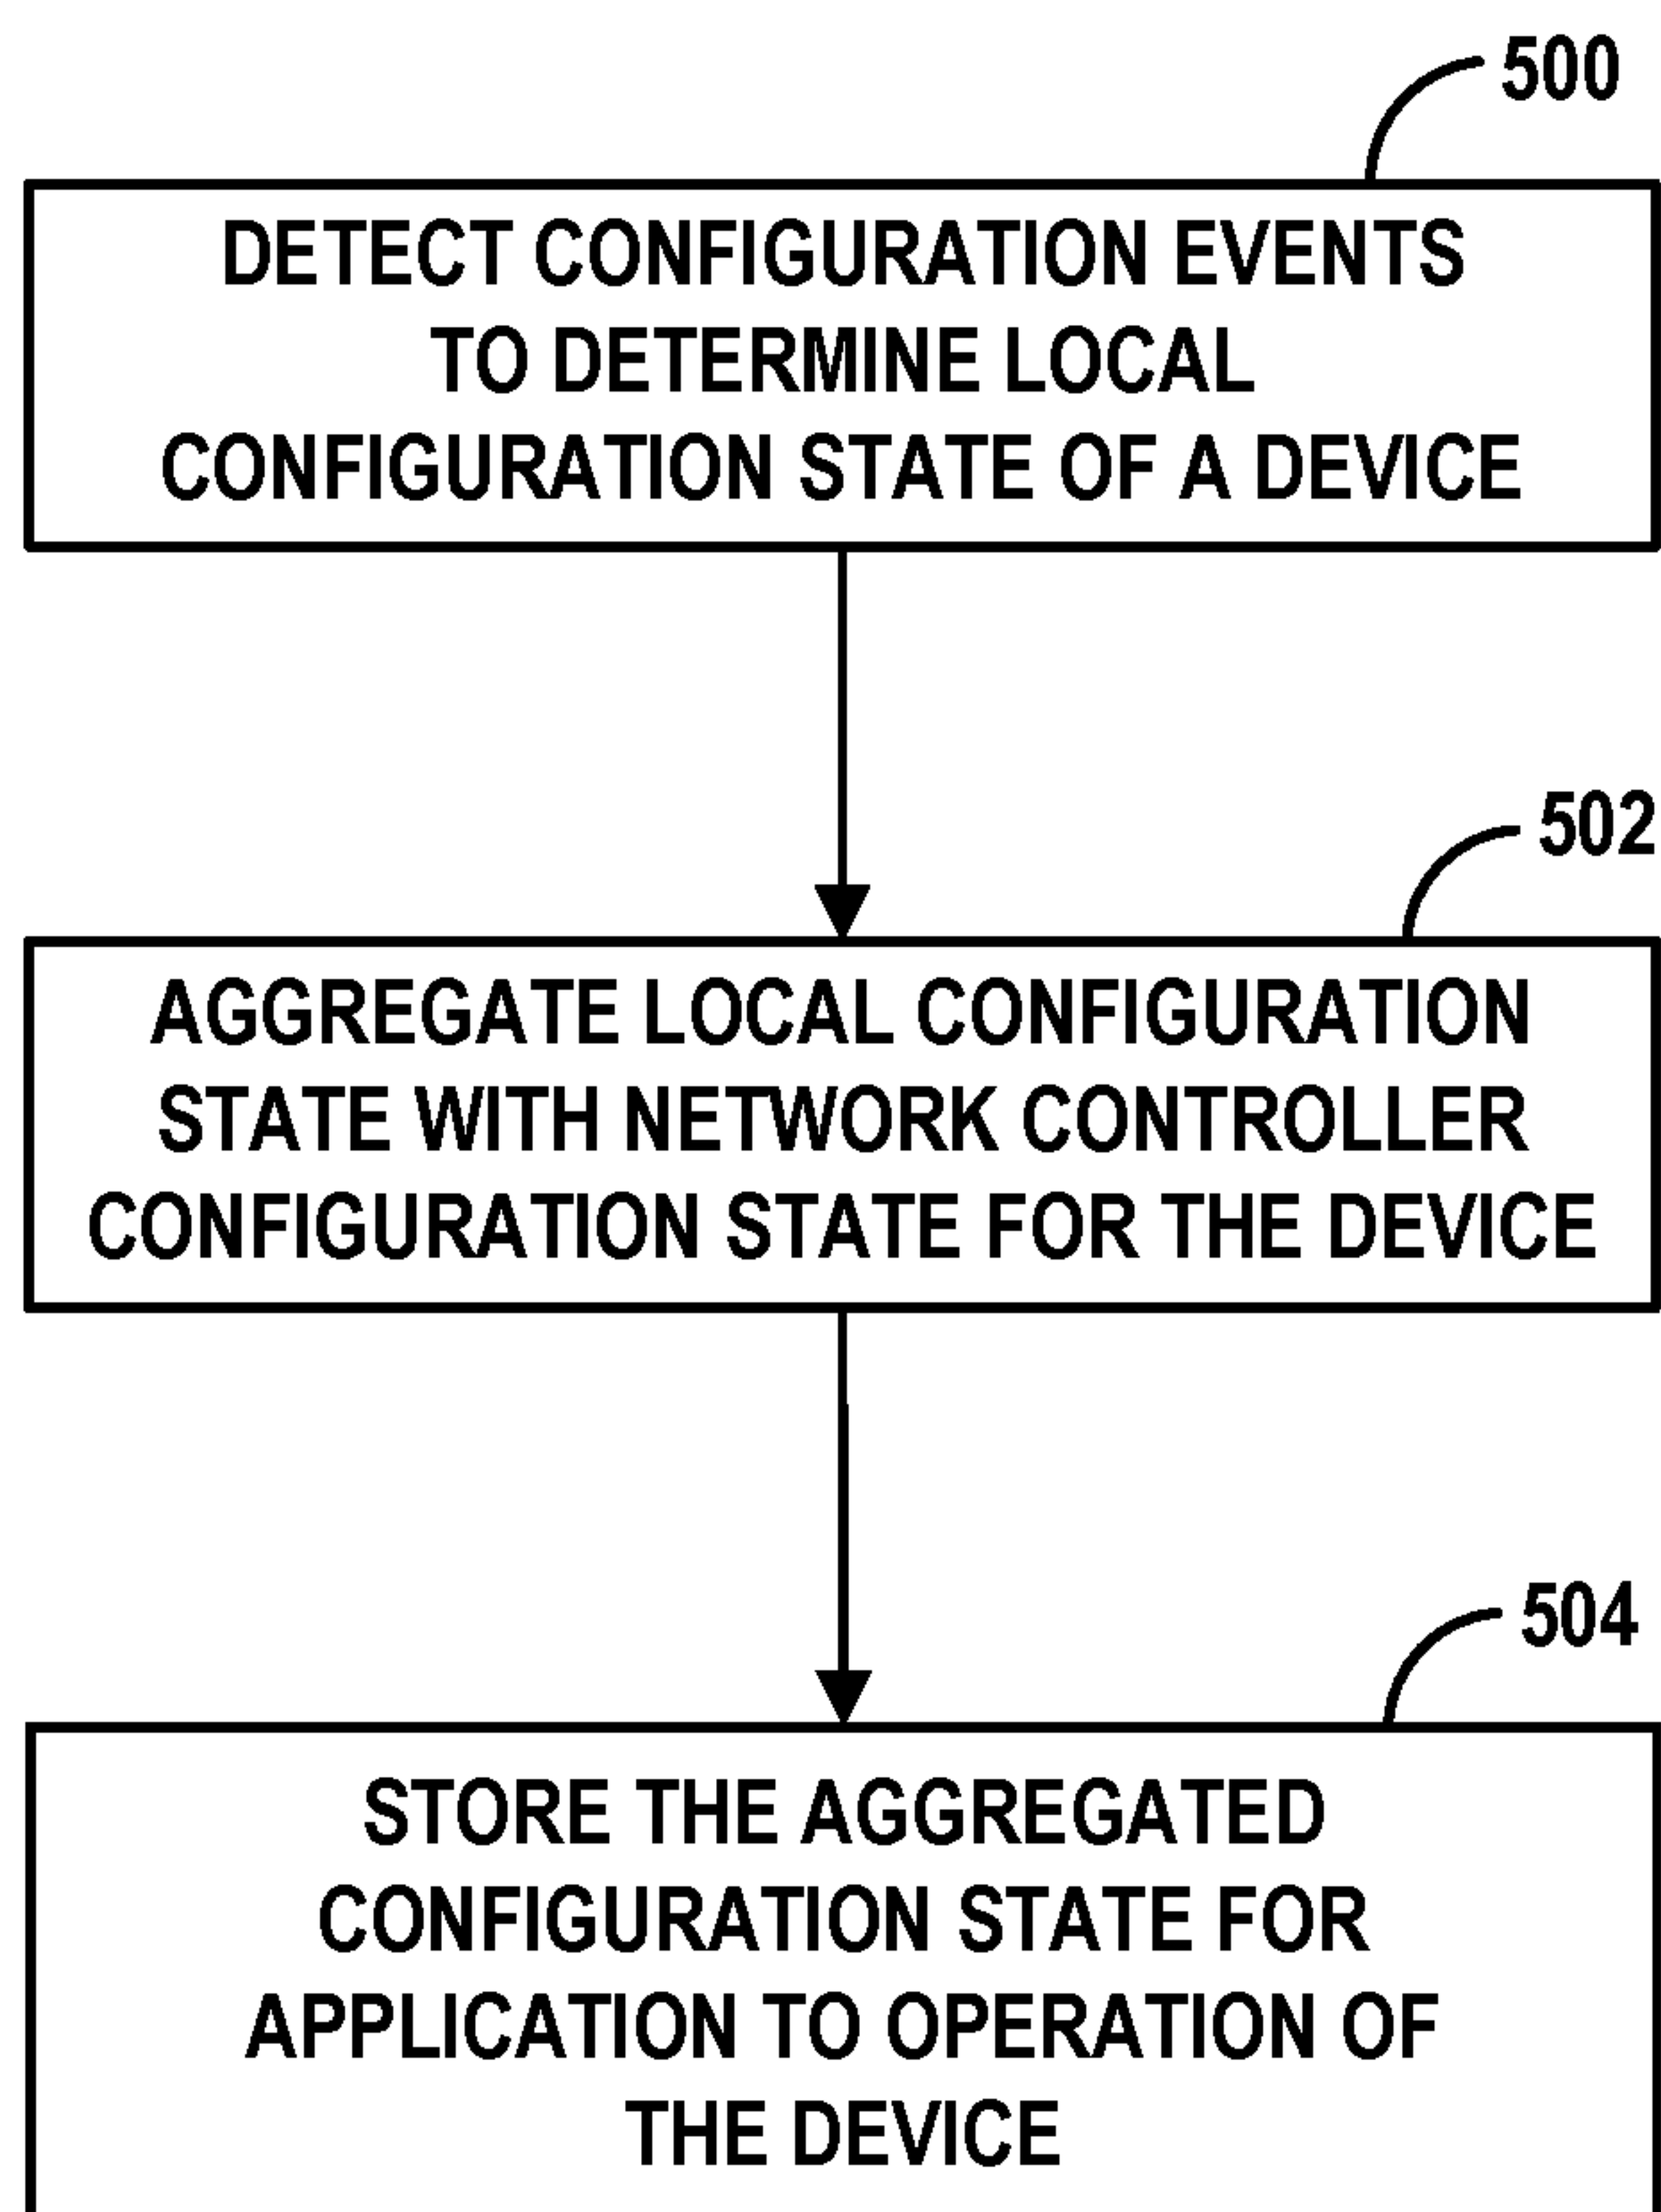 500
DETECT CONFIGURATION EVENTS
TO DETERMINE LOCAL
CONFIGURATION STATE OF A DEVICE
502
AGGREGATE LOCAL CONFIGURATION
STATE WITH NETWORK CONTROLLER
CONFIGURATION STATE FOR THE DEVICE
504
STORE THE AGGREGATED
CONFIGURATION STATE FOR
APPLICATION TO OPERATION OF
THE DEVICE